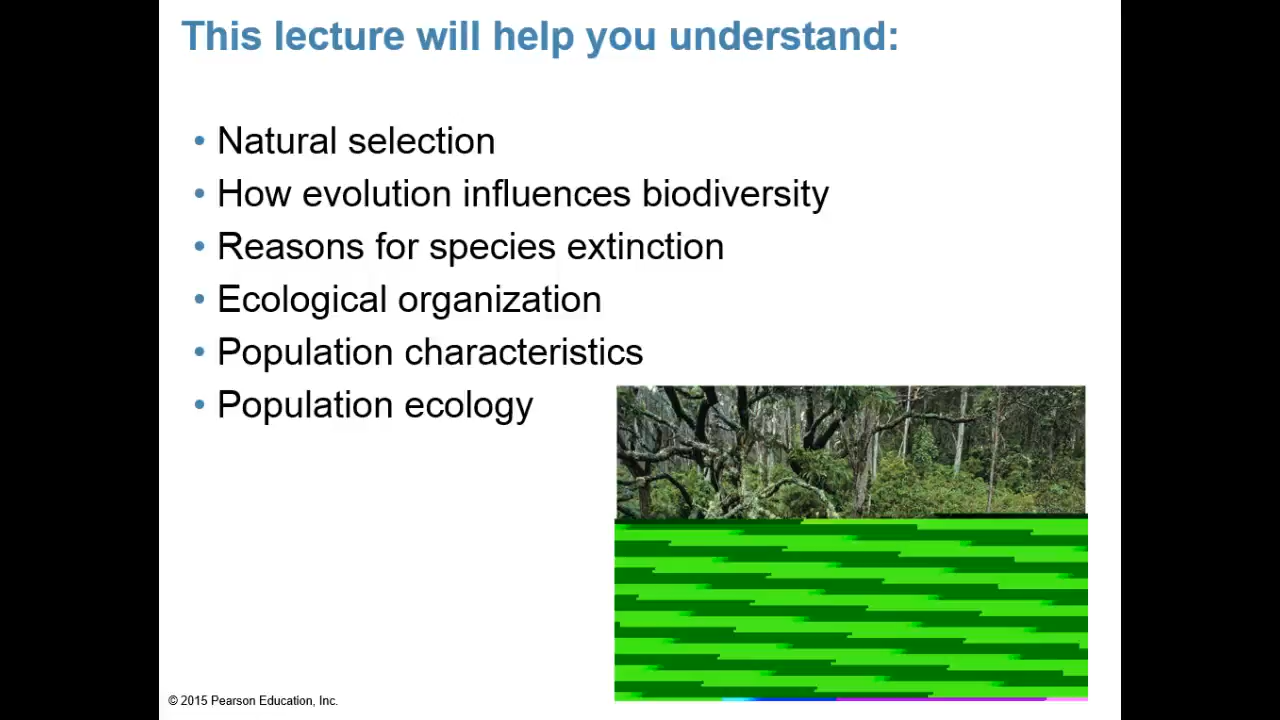 This lecture will help you understand:
• Natural selection
• How evolution influences biodiversity
• Reasons for species extinction
• Ecological organization
• Population characteristics
• Population ecology
© 2015 Pearson Education, Inc.